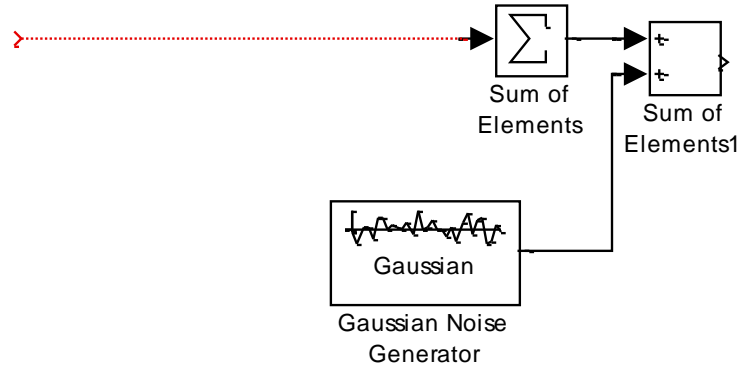 Sum of
Elements
+
+
Sum of
Elements1
Gaussian
Gaussian Noise
Generator